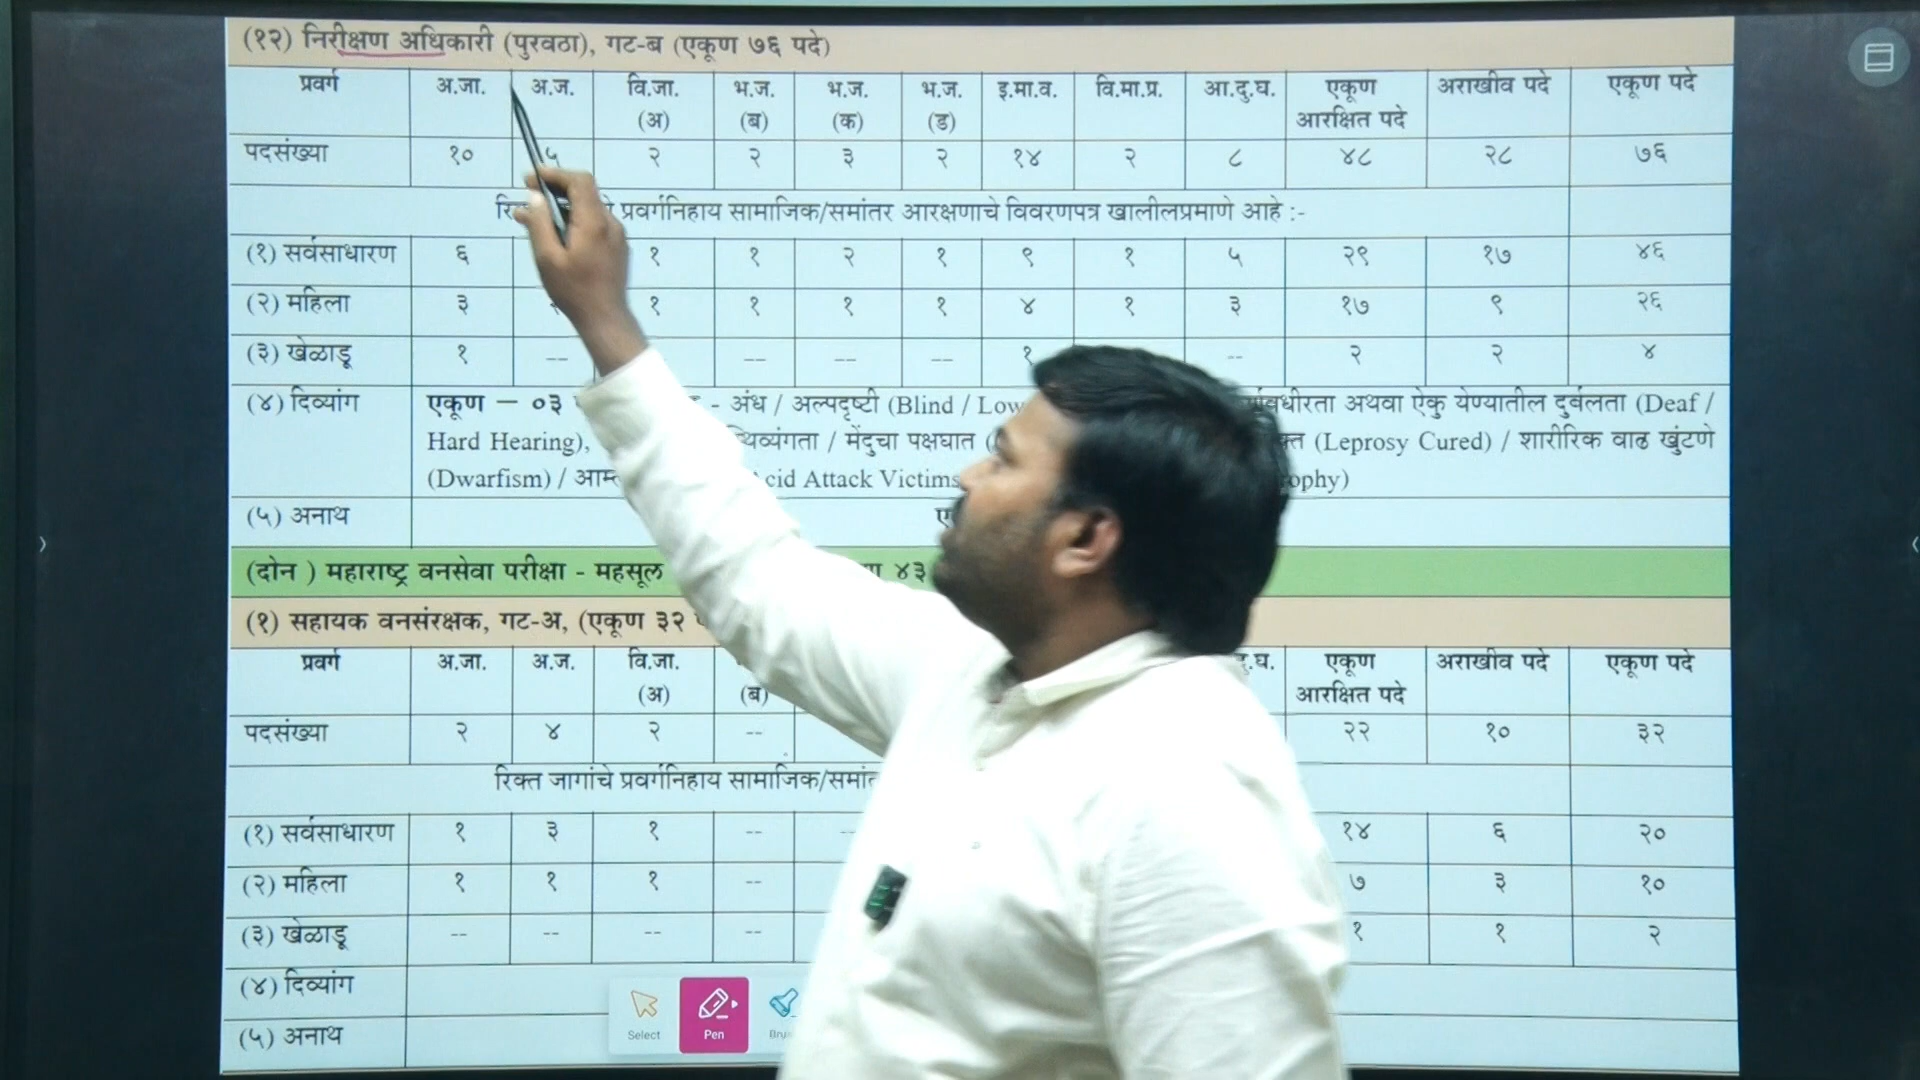 (१२) निरीक्षण अधिकारी (पुरवठा), गट-ब (एकूण ७६ पदे)
प्रवर्ग अ.जा. अ.ज. वि.जा. (अ) भ.ज. (ब) भ.ज. (क) भ.ज. (ड) इ.मा.व. वि.मा.प्र. आ.दु.घ. एकूण आरक्षित पदे अराखीव पदे एकूण पदे
पदसंख्या १० ५ २ २ ३ २ १४ २ ८ ४८ २८ ७६
प्रवर्गनिहाय सामाजिक/समांतर आरक्षणाचे विवरणपत्र खालीलप्रमाणे आहे :-
(१) सर्वसाधारण ६ १ १ २ १ ९ १ ५ २९ १७ ४६
(२) महिला ३ १ १ १ १ ४ १ ३ १७ ९ २६
(३) खेळाडू १ -- -- -- -- १ -- २ २ ४
(४) दिव्यांग एकूण – ०३ - अंध / अल्पदृष्टी (Blind / Low अथवा ऐकु येण्यातील दुर्बलता (Deaf /
Hard Hearing), / मेंदुचा पक्षघात (Leprosy Cured) / शारीरिक वाढ खुंटणे
(Dwarfism) / Attack Victims
(५) अनाथ
(दोन ) महाराष्ट्र वनसेवा परीक्षा - महसूल ४३
(१) सहायक वनसंरक्षक, गट-अ, (एकूण ३२
प्रवर्ग अ.जा. अ.ज. वि.जा. (अ) (ब) एकूण आरक्षित पदे अराखीव पदे एकूण पदे
पदसंख्या २ ४ २ -- २२ १० ३२
रिक्त जागांचे प्रवर्गनिहाय
(१) सर्वसाधारण १ ३ १ -- -- १४ ६ २०
(२) महिला १ १ १ -- ७ ३ १०
(३) खेळाडू -- -- -- -- १ १ २
(४) दिव्यांग
(५) अनाथ
Select Pen